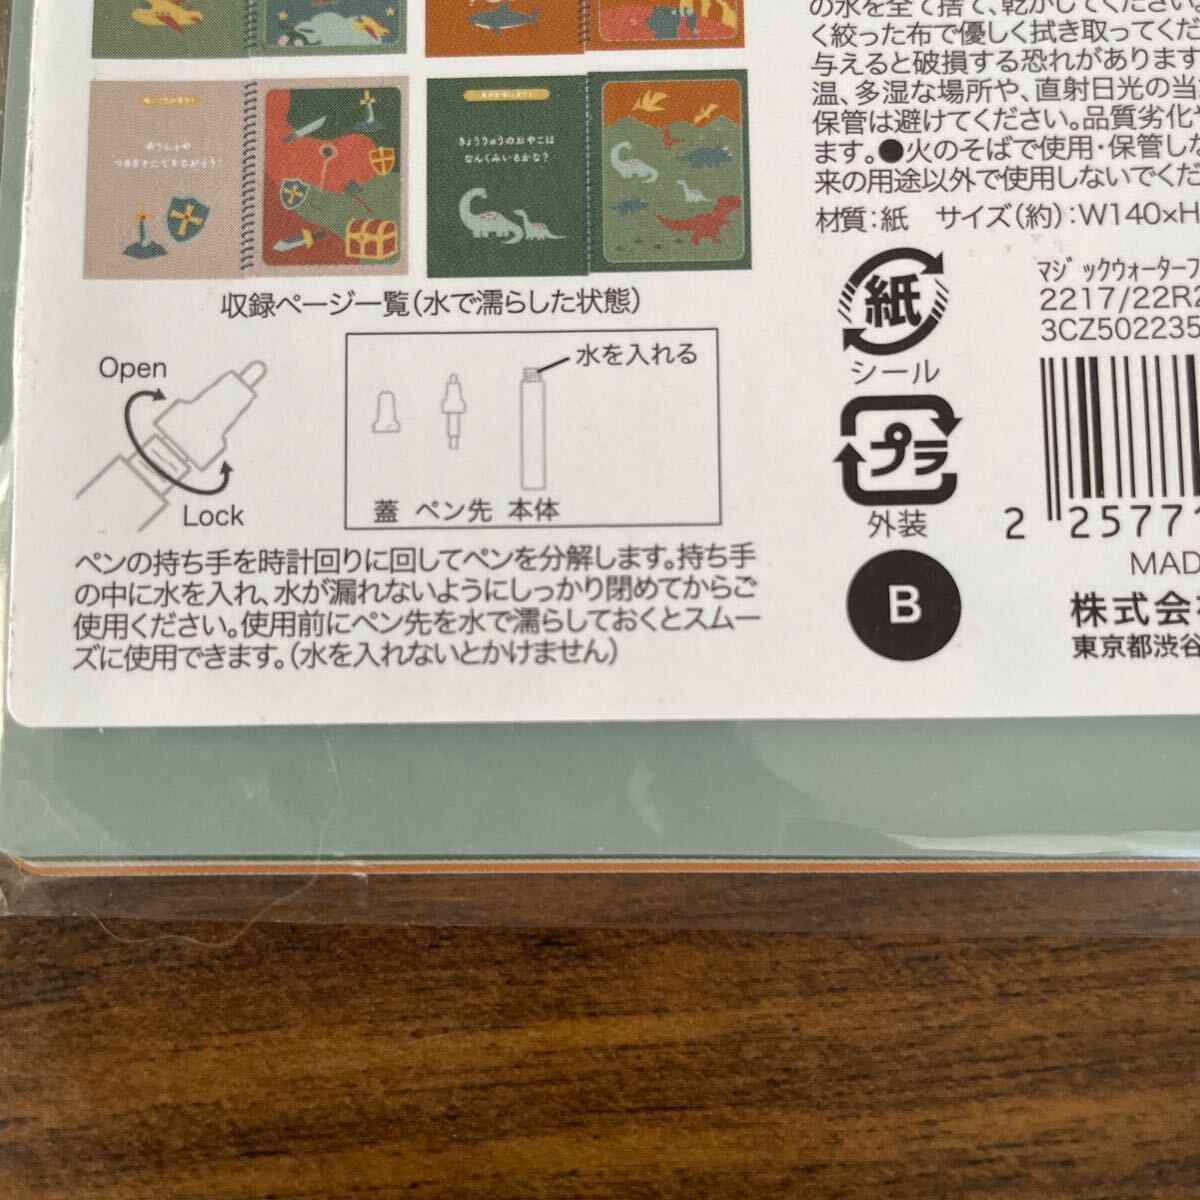 の水を全て捨て、乾かしてください。
く絞った布で優しく拭き取ってくだ
与えると破損する恐れがあります
温、多湿な場所や、直射日光の当
保管は避けてください。品質劣化や
ます。●火のそばで使用・保管しな
来の用途以外で使用しないでくだ
材質：紙 サイズ（約）：W140×H
きょうりゅうのおやこは
なんくみいるかな？
収録ページ一覧（水で濡らした状態）
Open
Lock
水を入れる
蓋 ペン先 本体
ペンの持ち手を時計回りに回してペンを分解します。持ち手
の中に水を入れ、水が漏れないようにしっかり閉めてからご
使用ください。使用前にペン先を水で濡らしておくとスムー
ズに使用できます。（水を入れないとかけません）
紙
シール
プラ
外装
B
マジックウォーターブ
2217/22R2
3CZ502235
2 25771
MAD
株式会
東京都渋谷